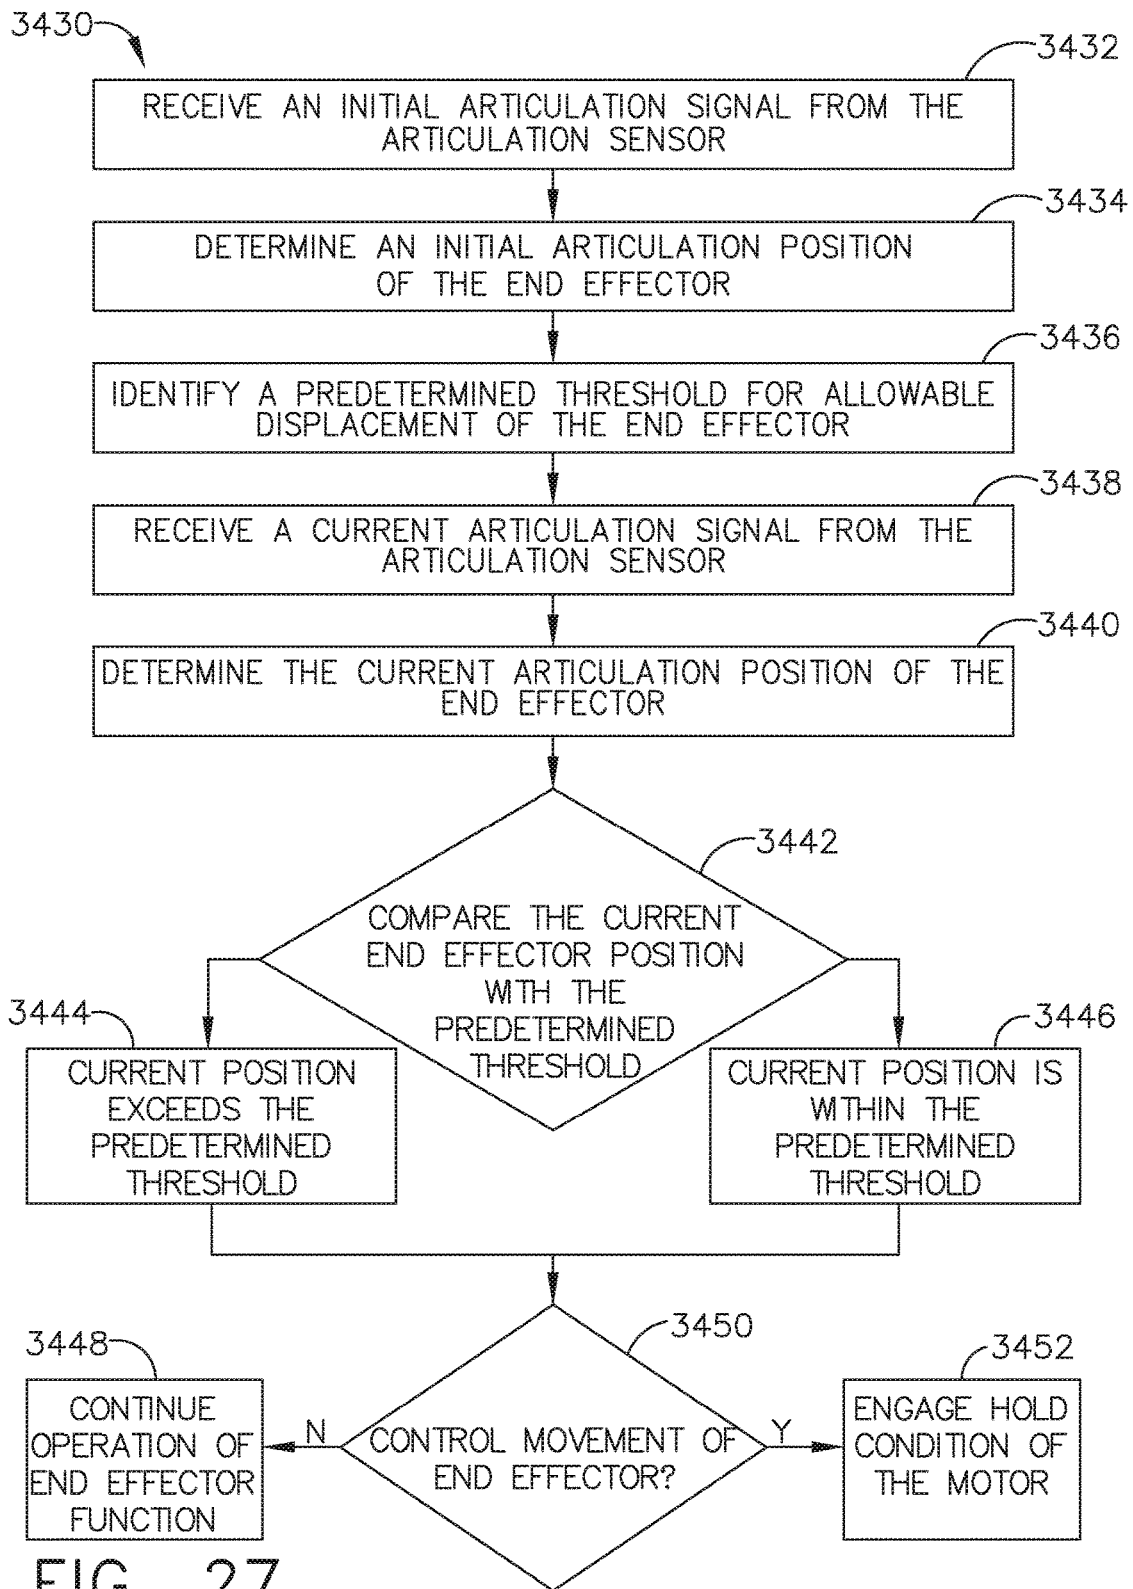 3430
3432
RECEIVE AN INITIAL ARTICULATION SIGNAL FROM THE
ARTICULATION SENSOR
3434
DETERMINE AN INITIAL ARTICULATION POSITION
OF THE END EFFECTOR
3436
IDENTIFY A PREDETERMINED THRESHOLD FOR ALLOWABLE
DISPLACEMENT OF THE END EFFECTOR
3438
RECEIVE A CURRENT ARTICULATION SIGNAL FROM THE
ARTICULATION SENSOR
3440
DETERMINE THE CURRENT ARTICULATION POSITION OF THE
END EFFECTOR
3442
COMPARE THE CURRENT
END EFFECTOR POSITION
WITH THE
PREDETERMINED
THRESHOLD
3444
CURRENT POSITION
EXCEEDS THE
PREDETERMINED
THRESHOLD
3446
CURRENT POSITION IS
WITHIN THE
PREDETERMINED
THRESHOLD
3450
CONTROL MOVEMENT OF
END EFFECTOR?
N
Y
3448
CONTINUE
OPERATION OF
END EFFECTOR
FUNCTION
3452
ENGAGE HOLD
CONDITION OF
THE MOTOR
FIG. 27